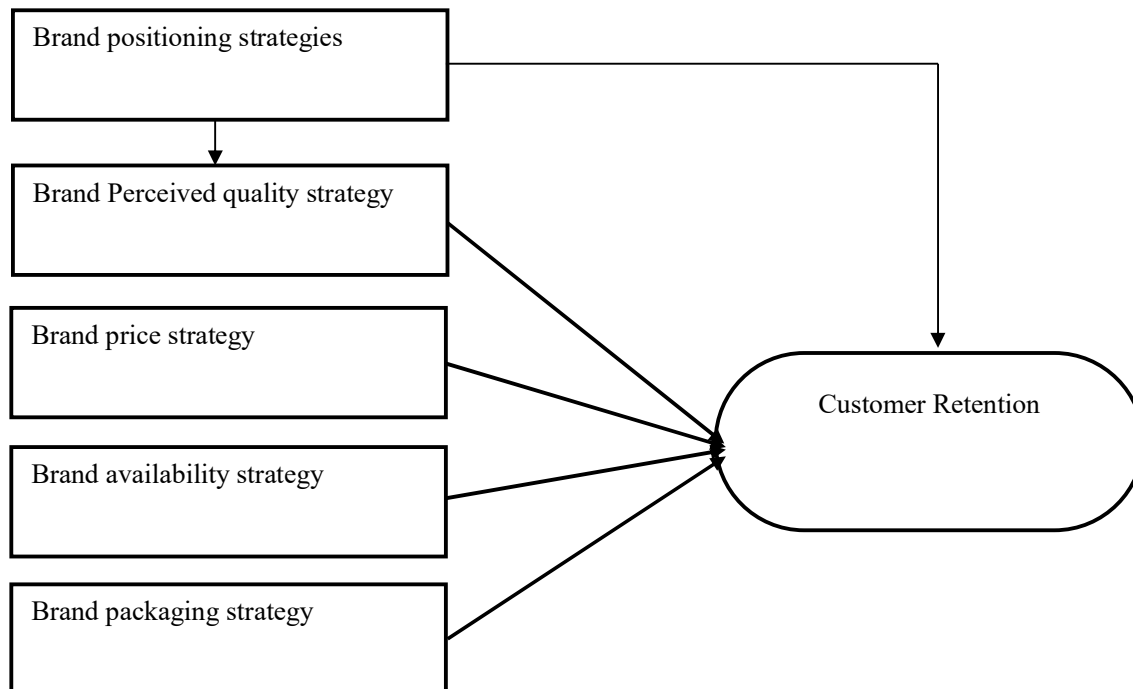 Brand positioning strategies
Brand Perceived quality strategy
Brand price strategy
Customer Retention
Brand availability strategy
Brand packaging strategy